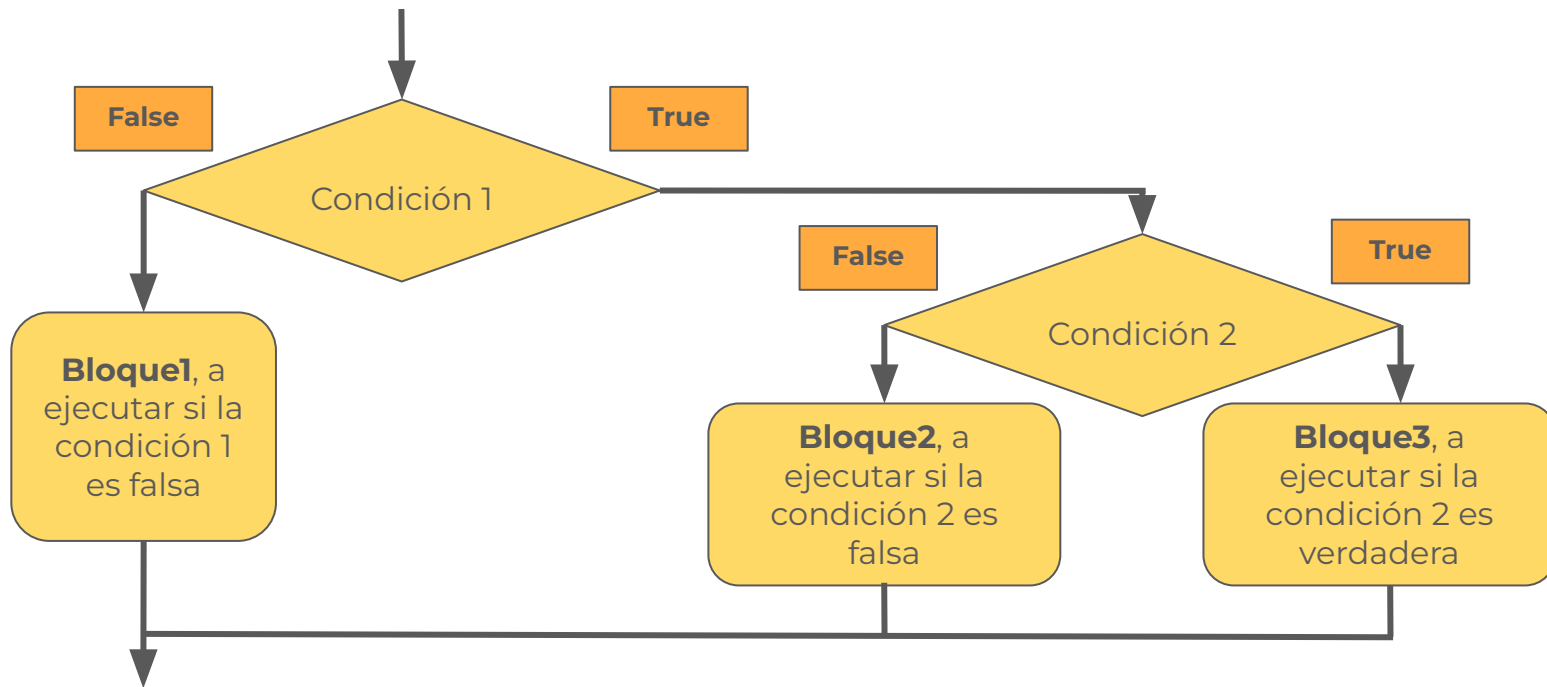 False
True
Condición 1
False
True
Condición 2
Bloque1, a
ejecutar si la
condición 1
es falsa
Bloque2, a
ejecutar si la
condición 2 es
falsa
Bloque3, a
ejecutar si la
condición 2 es
verdadera